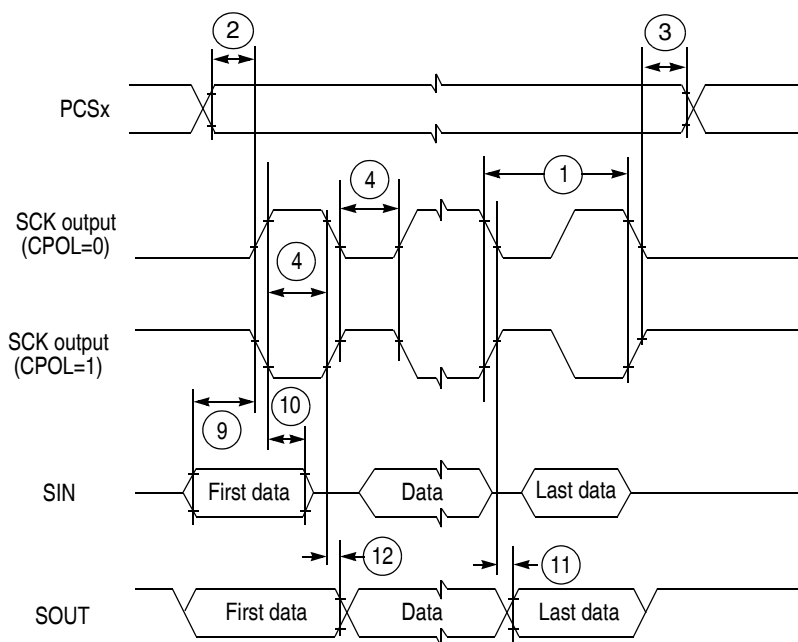 2
3
PCSx
4
1
SCK output
(CPOL=0)
4
SCK output
(CPOL=1)
9
10
SIN
First data
Data
Last data
12
11
SOUT
First data
Data
Last data